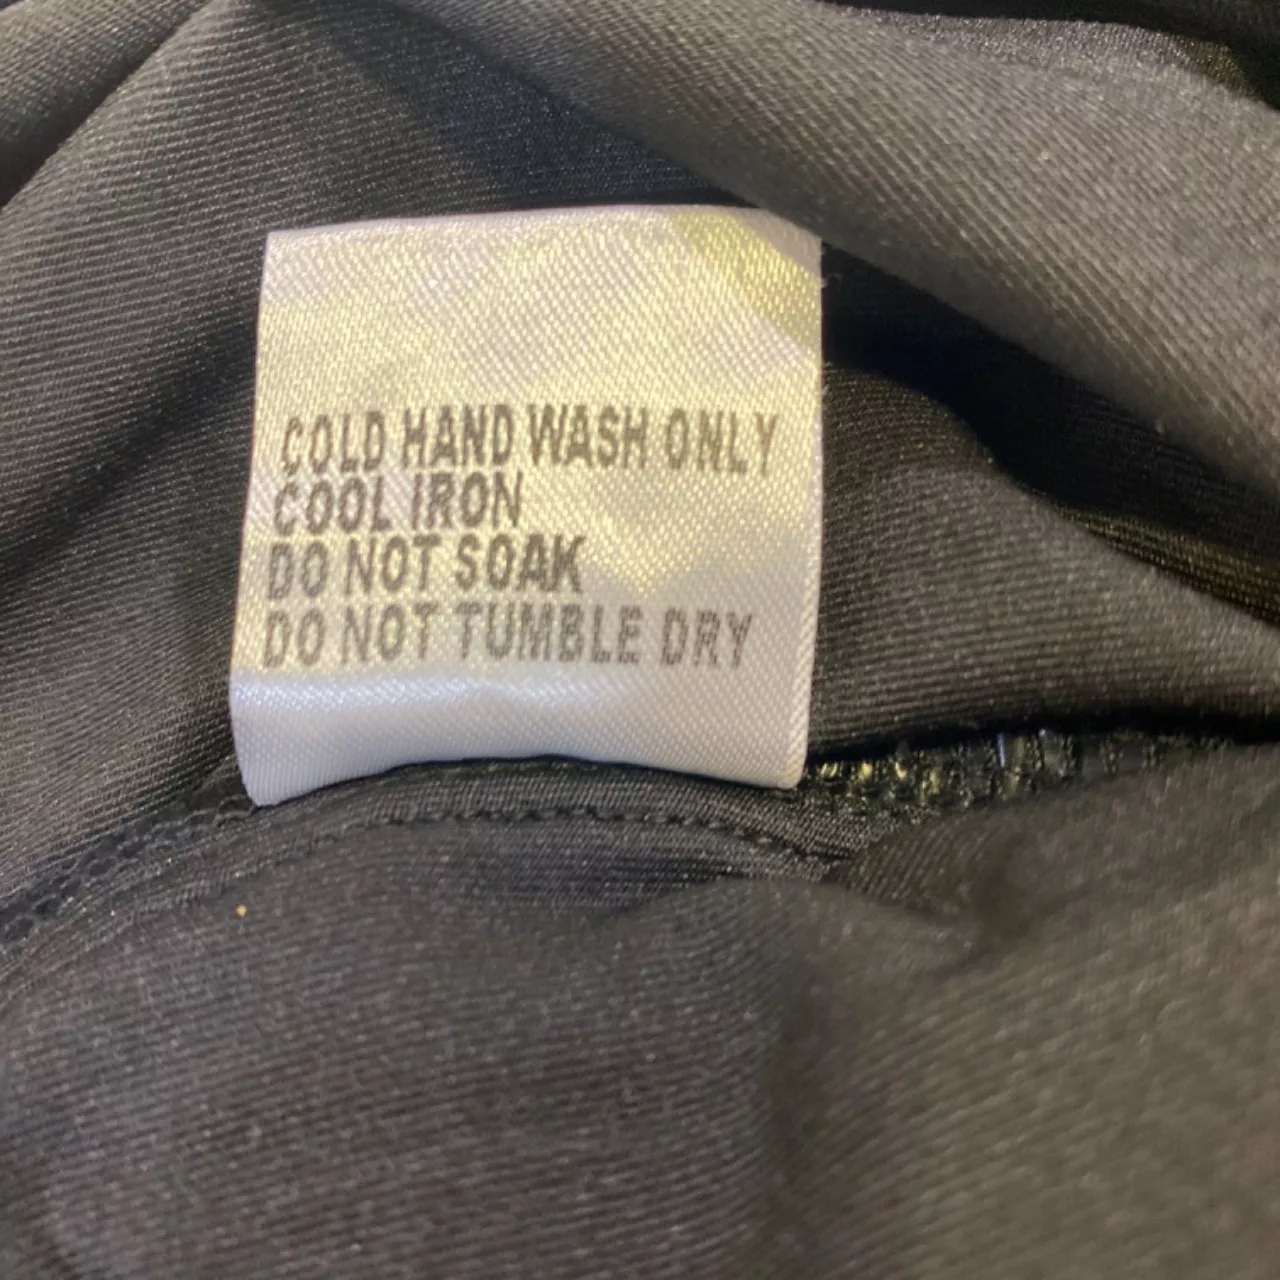 COLD HAND WASH ONLY
COOL IRON
DO NOT SOAK
DO NOT TUMBLE DRY